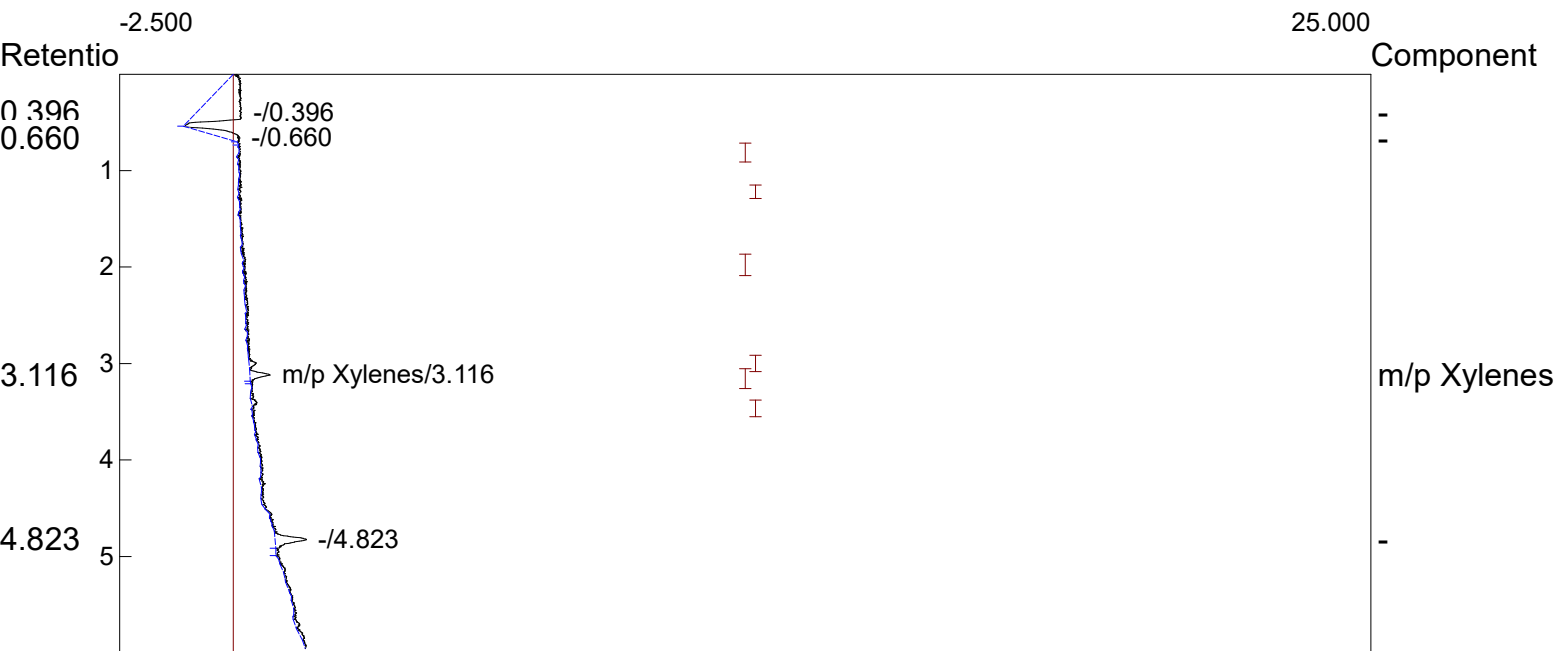 -2.500 25.000
Retentio Component
0.396 -/0.396 -
0.660 -/0.660 -
1
2
3
3.116 m/p Xylenes/3.116 m/p Xylenes
4
4.823 -/4.823 -
5